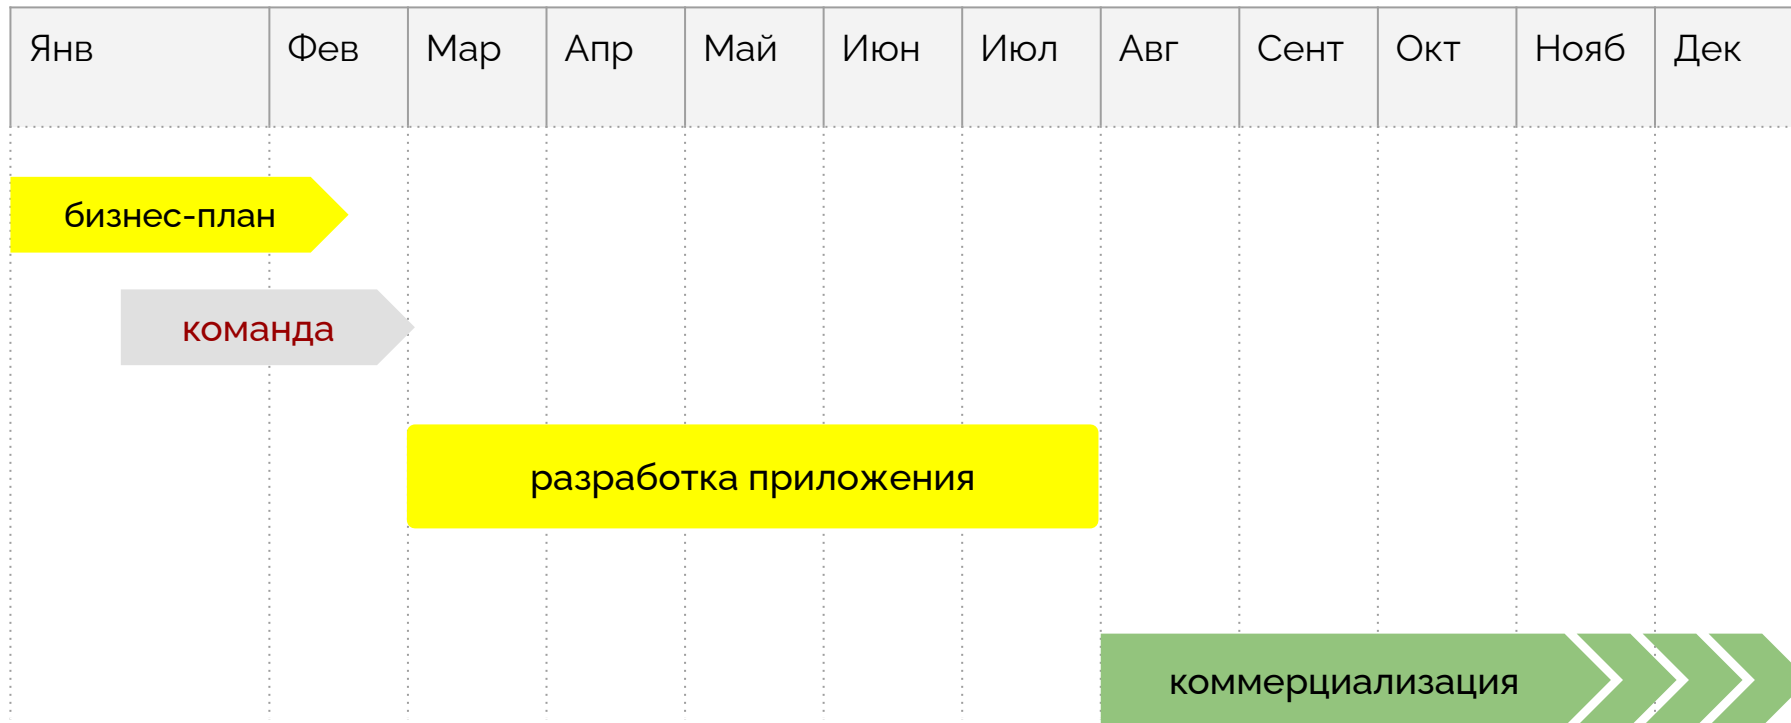 Янв Фев Мар Апр Май Июн Июл Авг Сент Окт Нояб Дек
бизнес-план
команда
разработка приложения
коммерциализация